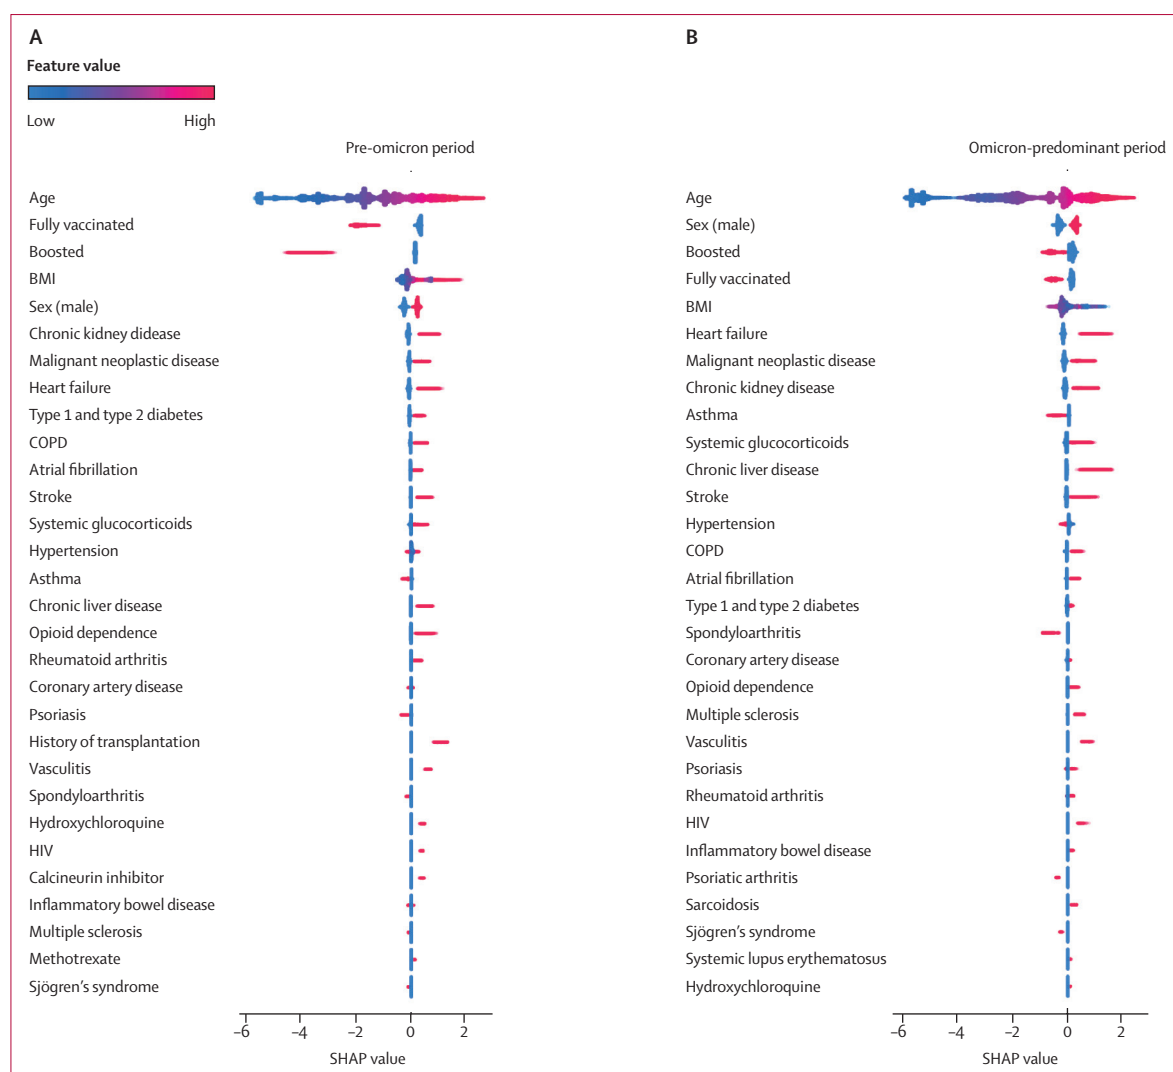 A
Feature value
Low High
Pre-omicron period
Age
Fully vaccinated
Boosted
BMI
Sex (male)
Chronic kidney didease
Malignant neoplastic disease
Heart failure
Type 1 and type 2 diabetes
COPD
Atrial fibrillation
Stroke
Systemic glucocorticoids
Hypertension
Asthma
Chronic liver disease
Opioid dependence
Rheumatoid arthritis
Coronary artery disease
Psoriasis
History of transplantation
Vasculitis
Spondyloarthritis
Hydroxychloroquine
HIV
Calcineurin inhibitor
Inflammatory bowel disease
Multiple sclerosis
Methotrexate
Sjögren's syndrome
–6 –4 –2 0 2
SHAP value
B
Omicron-predominant period
Age
Sex (male)
Boosted
Fully vaccinated
BMI
Heart failure
Malignant neoplastic disease
Chronic kidney disease
Asthma
Systemic glucocorticoids
Chronic liver disease
Stroke
Hypertension
COPD
Atrial fibrillation
Type 1 and type 2 diabetes
Spondyloarthritis
Coronary artery disease
Opioid dependence
Multiple sclerosis
Vasculitis
Psoriasis
Rheumatoid arthritis
HIV
Inflammatory bowel disease
Psoriatic arthritis
Sarcoidosis
Sjögren's syndrome
Systemic lupus erythematosus
Hydroxychloroquine
–6 –4 –2 0 2
SHAP value